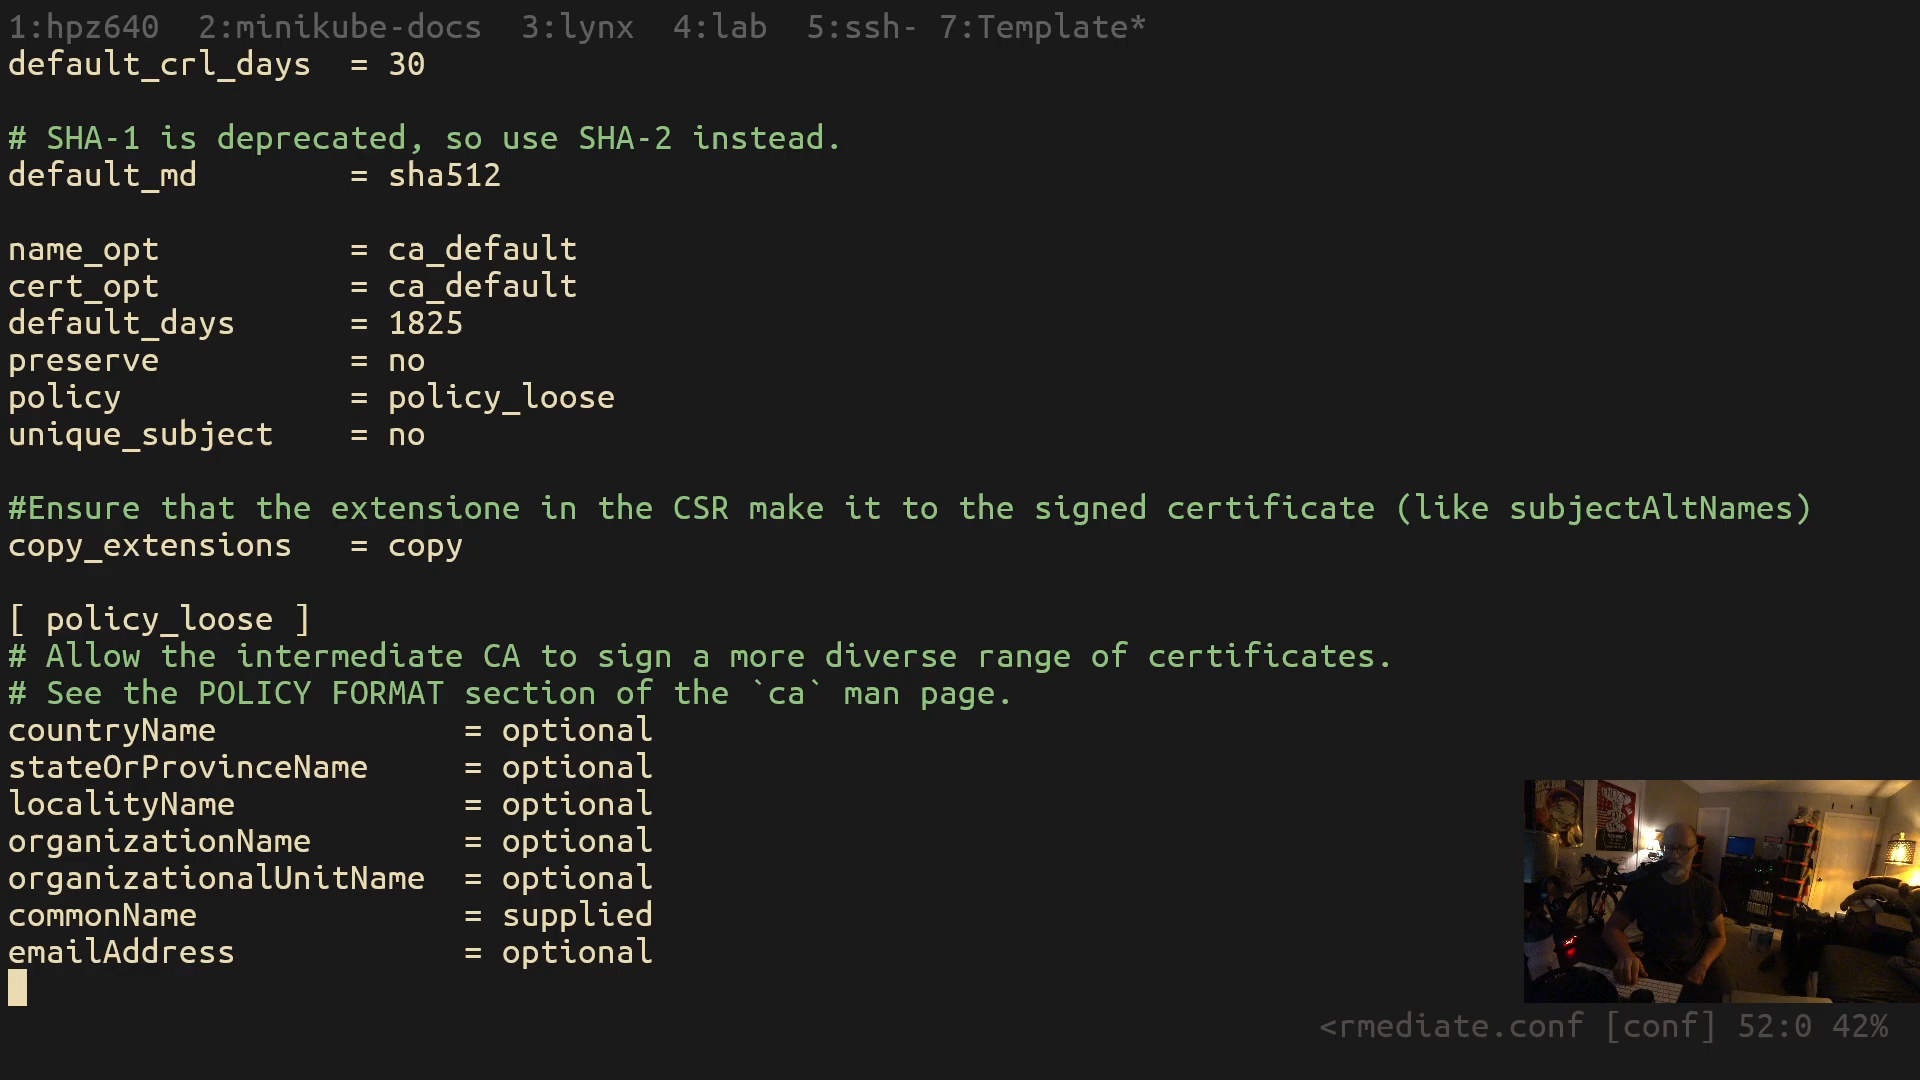 1:hpz640  2:minikube-docs  3:lynx  4:lab  5:ssh- 7:Template*
default_crl_days  = 30
# SHA-1 is deprecated, so use SHA-2 instead.
default_md        = sha512
name_opt          = ca_default
cert_opt          = ca_default
default_days      = 1825
preserve          = no
policy            = policy_loose
unique_subject    = no
#Ensure that the extensione in the CSR make it to the signed certificate (like subjectAltNames)
copy_extensions   = copy
[ policy_loose ]
# Allow the intermediate CA to sign a more diverse range of certificates.
# See the POLICY FORMAT section of the `ca` man page.
countryName             = optional
stateOrProvinceName     = optional
localityName            = optional
organizationName        = optional
organizationalUnitName  = optional
commonName              = supplied
emailAddress            = optional
<rmediate.conf [conf] 52:0 42%